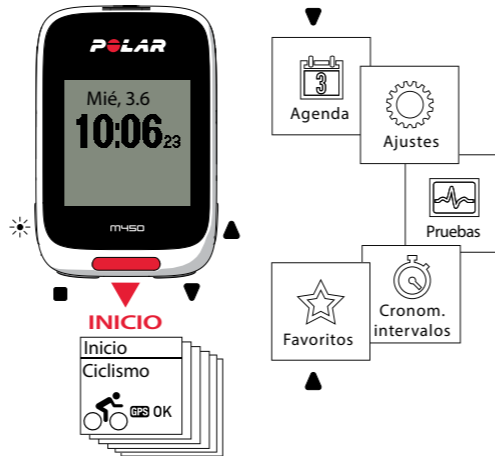 POLAR
Mié, 3.6
10:06 23
M450
INICIO
Inicio
Ciclismo
GPS OK
3
Agenda
Ajustes
Pruebas
Cronom.
intervalos
Favoritos